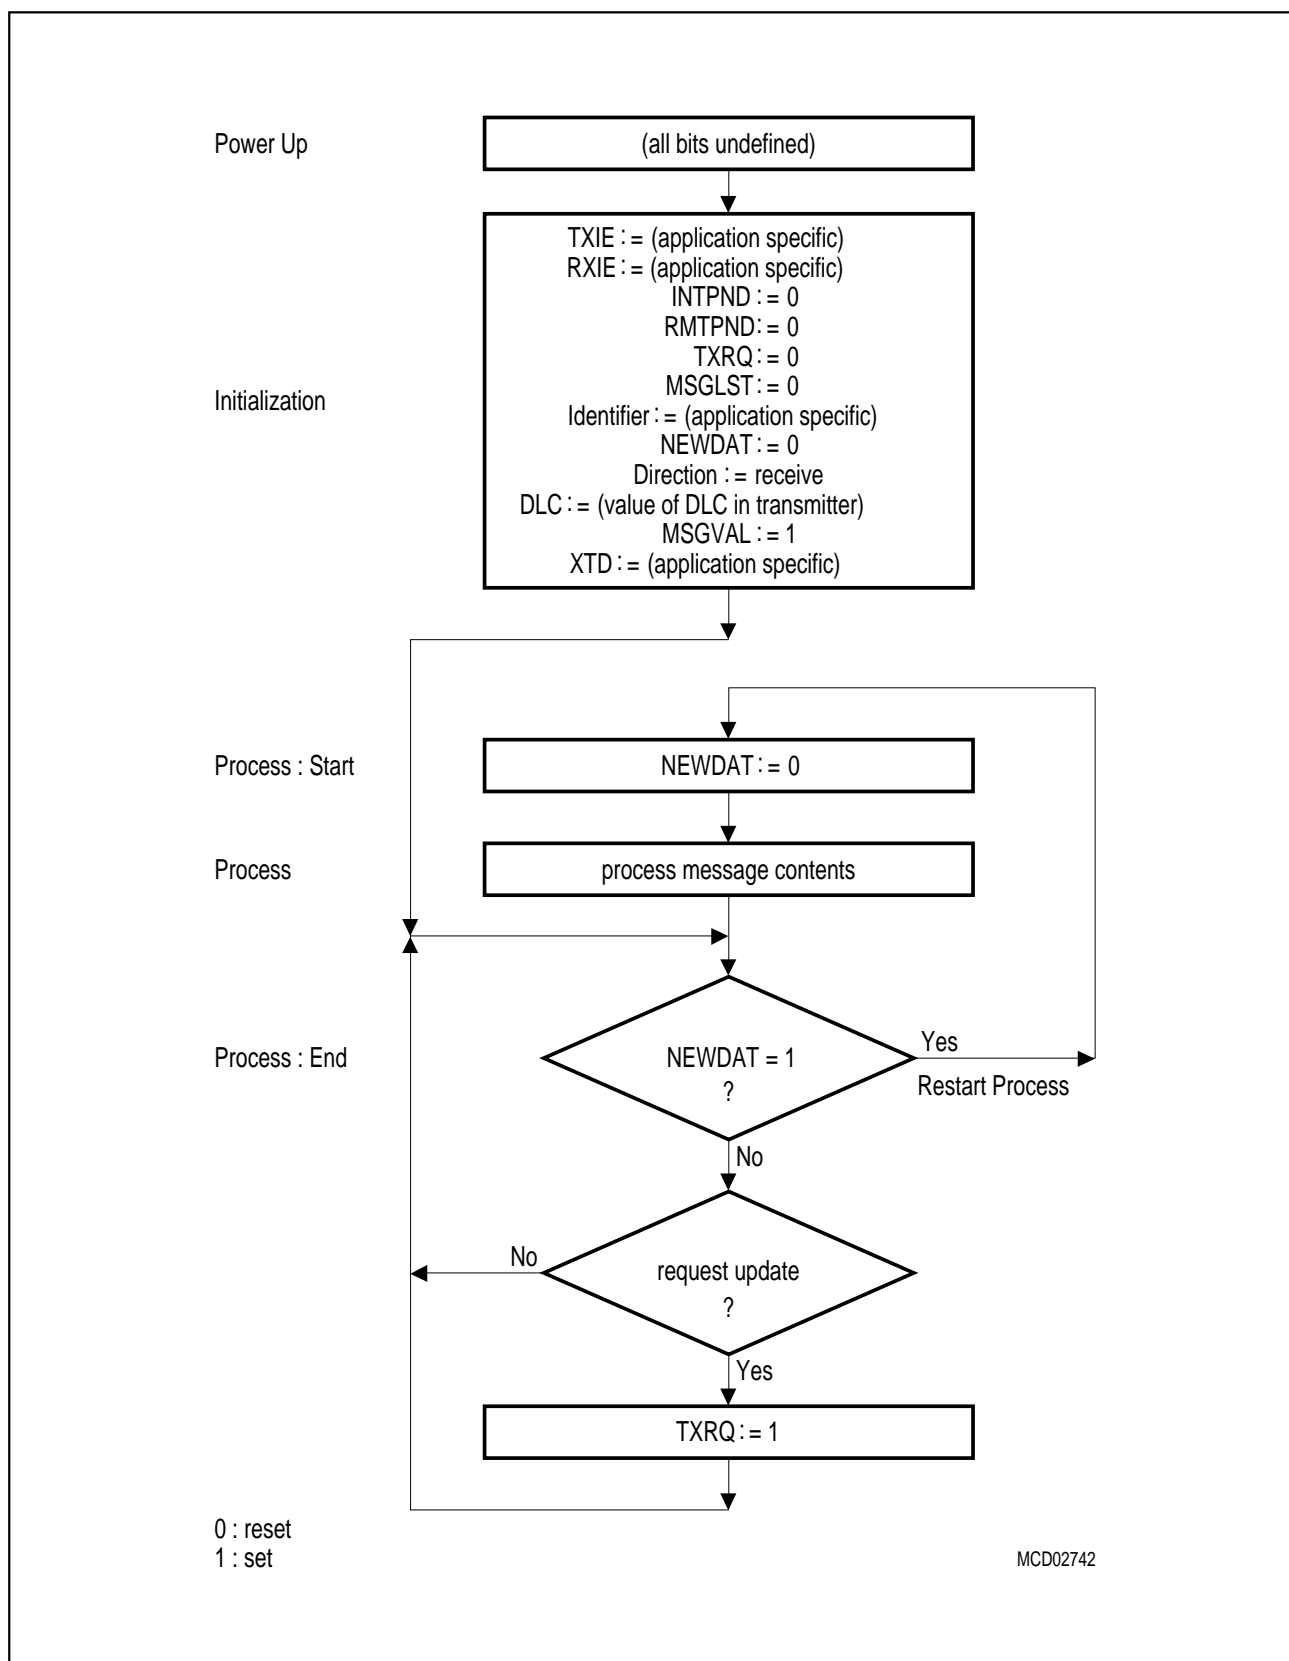 Power Up
(all bits undefined)
Initialization
TXIE := (application specific)
RXIE := (application specific)
INTPND := 0
RMTPND := 0
TXRQ := 0
MSGLST := 0
Identifier := (application specific)
NEWDAT := 0
Direction := receive
DLC := (value of DLC in transmitter)
MSGVAL := 1
XTD := (application specific)
Process : Start
NEWDAT := 0
Process
process message contents
Process : End
NEWDAT = 1
?
Yes
Restart Process
No
request update
?
No
Yes
TXRQ := 1
0 : reset
1 : set
MCD02742